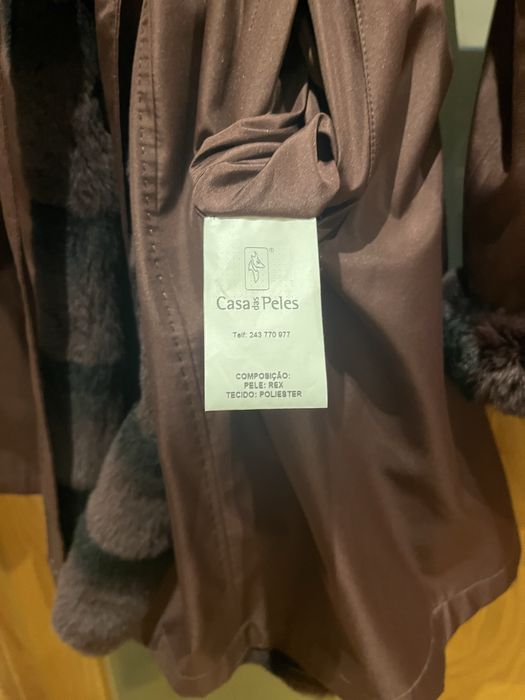 ®
Casa das Peles
Telf: 243 770 977
COMPOSIÇÃO:
PELE: REX
TECIDO: POLIESTER